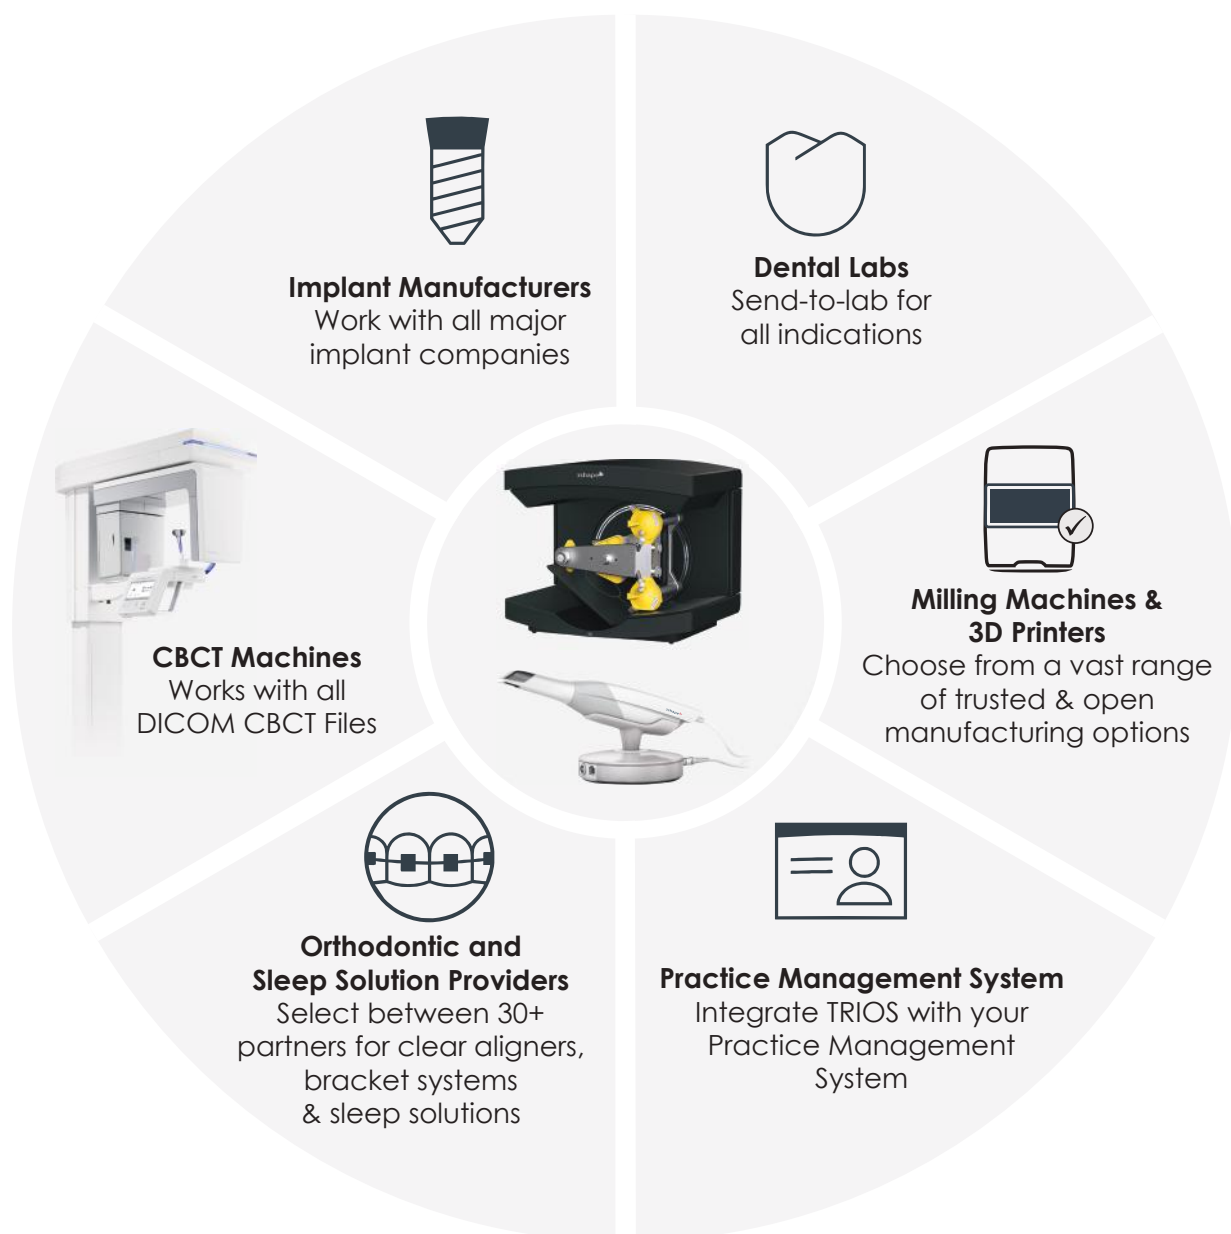 Implant Manufacturers
Work with all major
implant companies
Dental Labs
Send-to-lab for
all indications
3shape
Milling Machines &
3D Printers
Choose from a vast range
of trusted & open
manufacturing options
CBCT Machines
Works with all
DICOM CBCT Files
Orthodontic and
Sleep Solution Providers
Select between 30+
partners for clear aligners,
bracket systems
& sleep solutions
Practice Management System
Integrate TRIOS with your
Practice Management
System